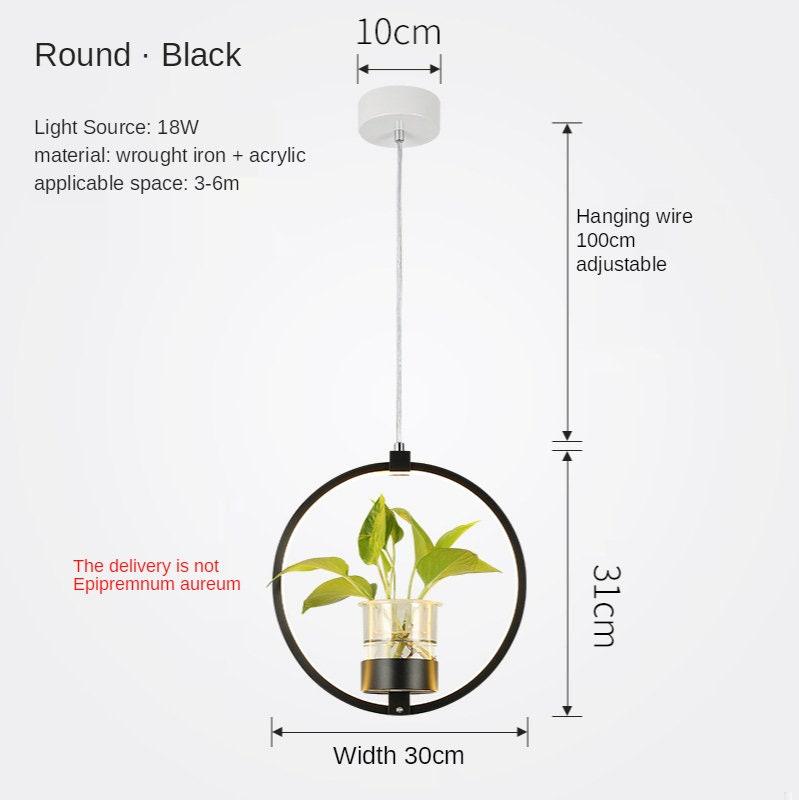 10cm
Round · Black
Light Source: 18W
material: wrought iron + acrylic
applicable space: 3-6m
Hanging wire
100cm
adjustable
The delivery is not
Epipremnum aureum
31cm
Width 30cm